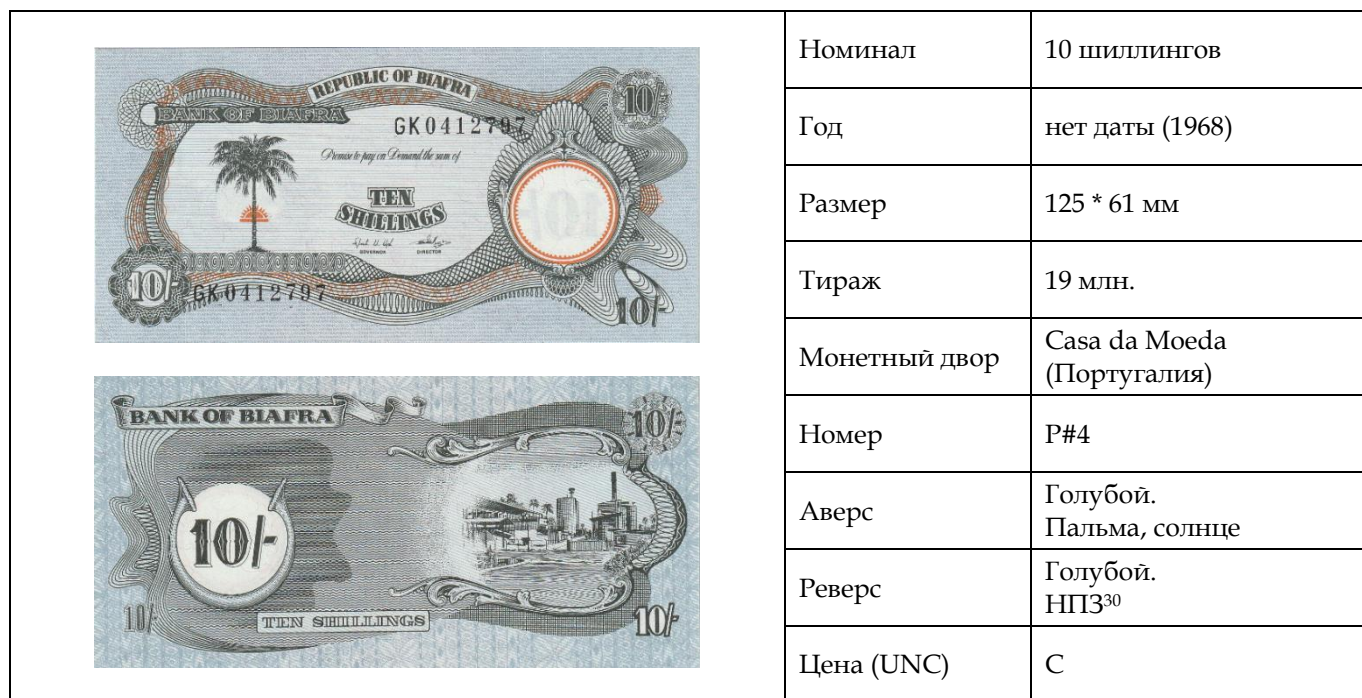 REPUBLIC OF BIAFRA
10/-
BANK OF BIAFRA
GK0412797
Promise to pay on Demand the sum of
TEN
SHILLINGS
GOVERNOR
DIRECTOR
10/-
GK0412797
10/-
BANK OF BIAFRA
10/-
10/-
10/-
TEN SHILLINGS
10/-
Номинал
10 шиллингов
Год
нет даты (1968)
Размер
125 * 61 мм
Тираж
19 млн.
Монетный двор
Casa da Moeda
(Португалия)
Номер
P#4
Аверс
Голубой.
Пальма, солнце
Реверс
Голубой.
НПЗ³⁰
Цена (UNC)
C